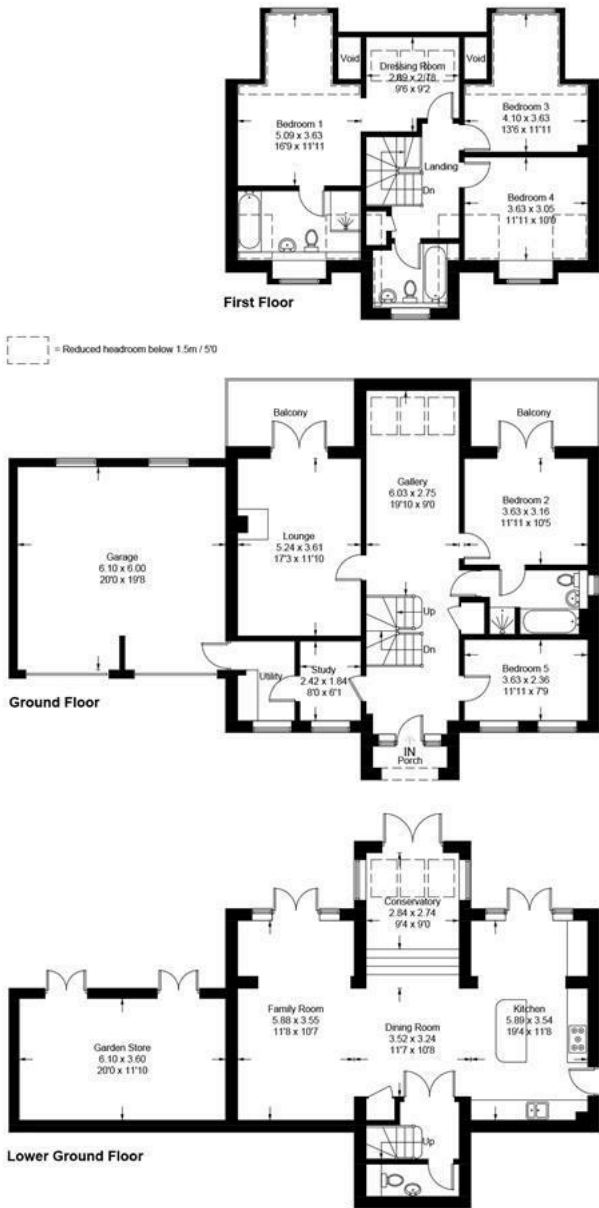 Void
Dressing Room
2.89 x 2.78
9'6 x 9'2
Void
Bedroom 1
5.09 x 3.63
16'9 x 11'11
Bedroom 3
4.10 x 3.63
13'6 x 11'11
Landing
Dn
Bedroom 4
3.63 x 3.05
11'11 x 10'0
First Floor
= Reduced headroom below 1.5m / 5'0
Balcony
Balcony
Gallery
6.03 x 2.75
19'10 x 9'0
Bedroom 2
3.63 x 3.16
11'11 x 10'5
Lounge
5.24 x 3.61
17'3 x 11'10
Garage
6.10 x 6.00
20'0 x 19'8
Up
Dn
Study
2.42 x 1.84
8'0 x 6'1
Utility
Bedroom 5
3.63 x 2.36
11'11 x 7'9
Ground Floor
IN
Porch
Conservatory
2.84 x 2.74
9'4 x 9'0
Family Room
5.88 x 3.55
11'8 x 10'7
Dining Room
3.52 x 3.24
11'7 x 10'8
Kitchen
5.89 x 3.54
19'4 x 11'8
Garden Store
6.10 x 3.60
20'0 x 11'10
Up
Lower Ground Floor